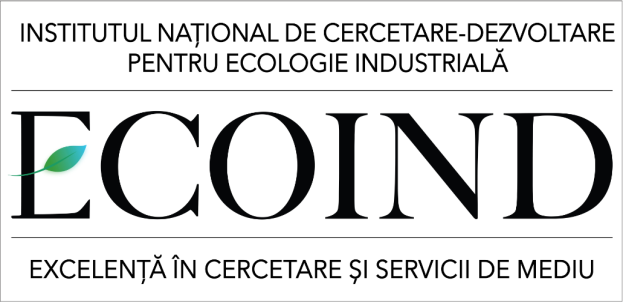 INSTITUTUL NAȚIONAL DE CERCETARE-DEZVOLTARE
PENTRU ECOLOGIE INDUSTRIALĂ
ECOIND
EXCELENȚĂ ÎN CERCETARE ȘI SERVICII DE MEDIU